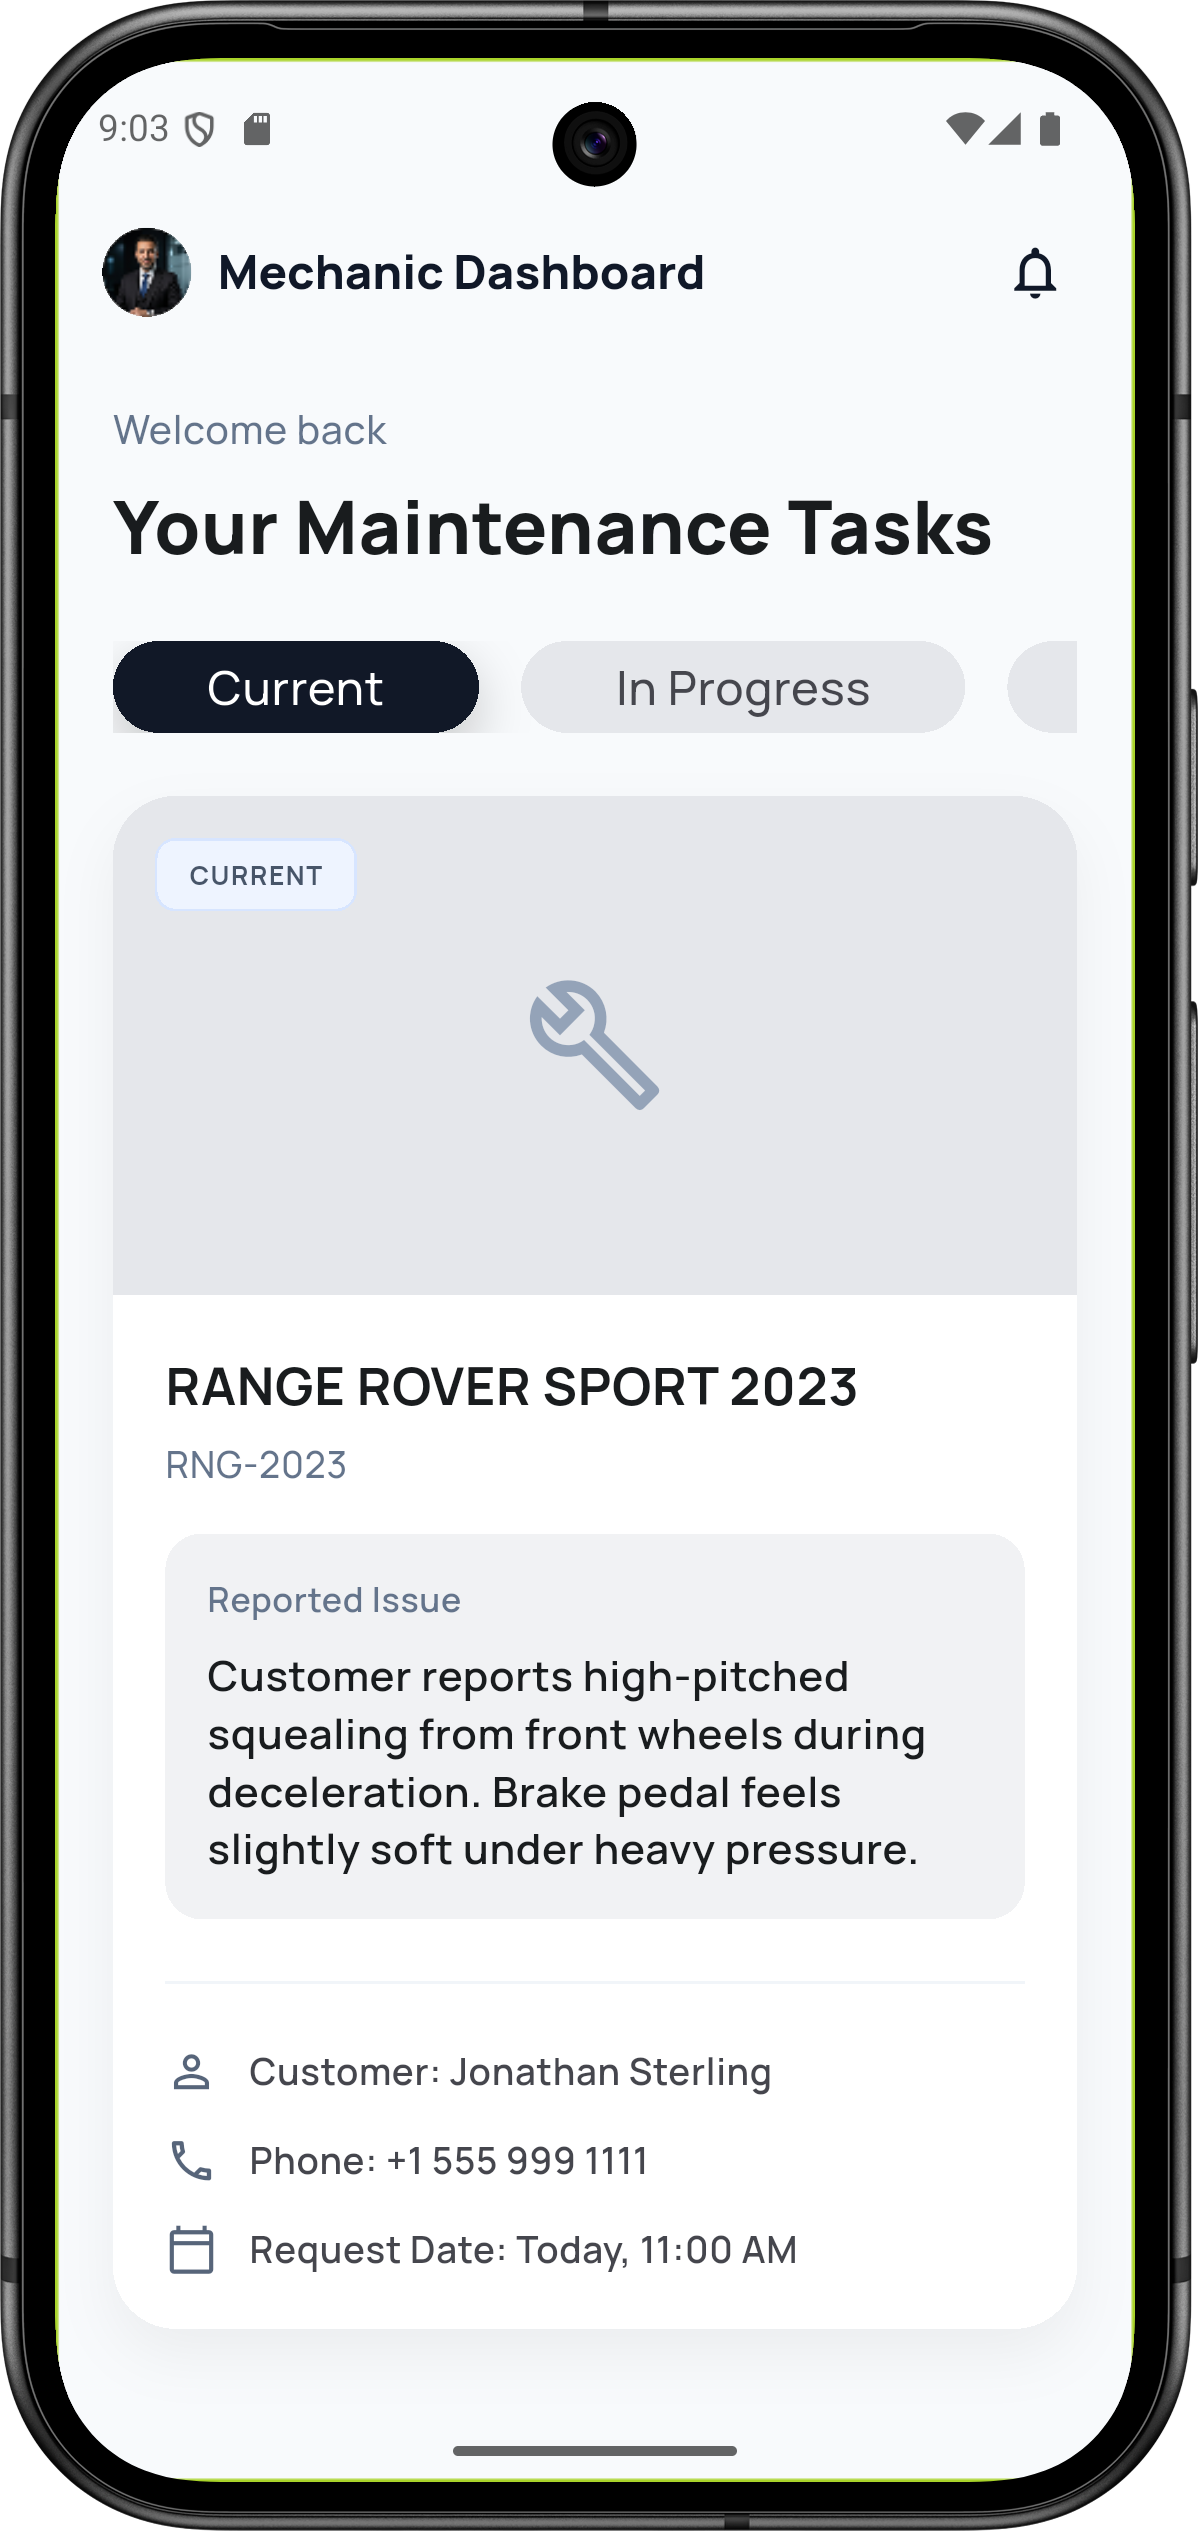 9:03
Mechanic Dashboard
Welcome back
Your Maintenance Tasks
Current
In Progress
CURRENT
RANGE ROVER SPORT 2023
RNG-2023
Reported Issue
Customer reports high-pitched
squealing from front wheels during
deceleration. Brake pedal feels
slightly soft under heavy pressure.
Customer: Jonathan Sterling
Phone: +1 555 999 1111
Request Date: Today, 11:00 AM